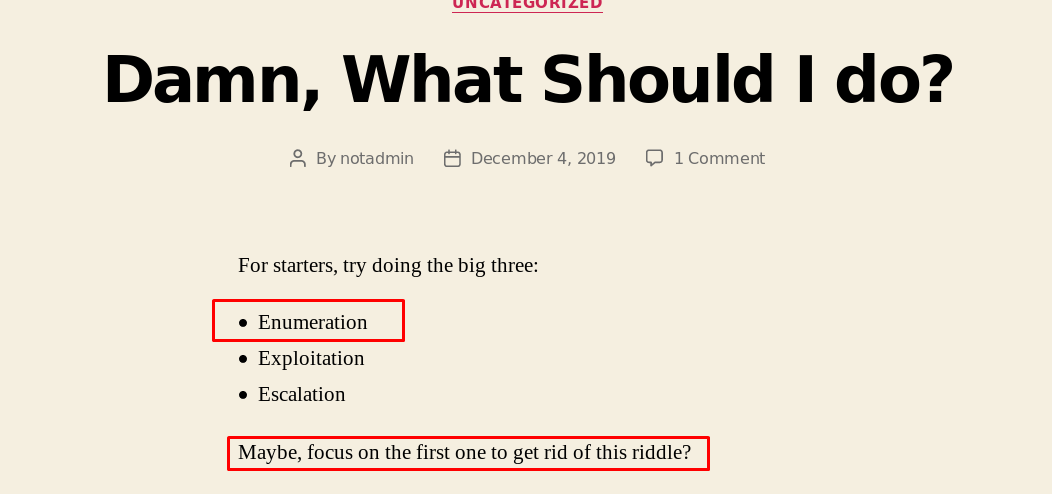 UNCATEGORIZED
Damn, What Should I do?
By notadmin December 4, 2019 1 Comment
For starters, try doing the big three:
Enumeration
Exploitation
Escalation
Maybe, focus on the first one to get rid of this riddle?